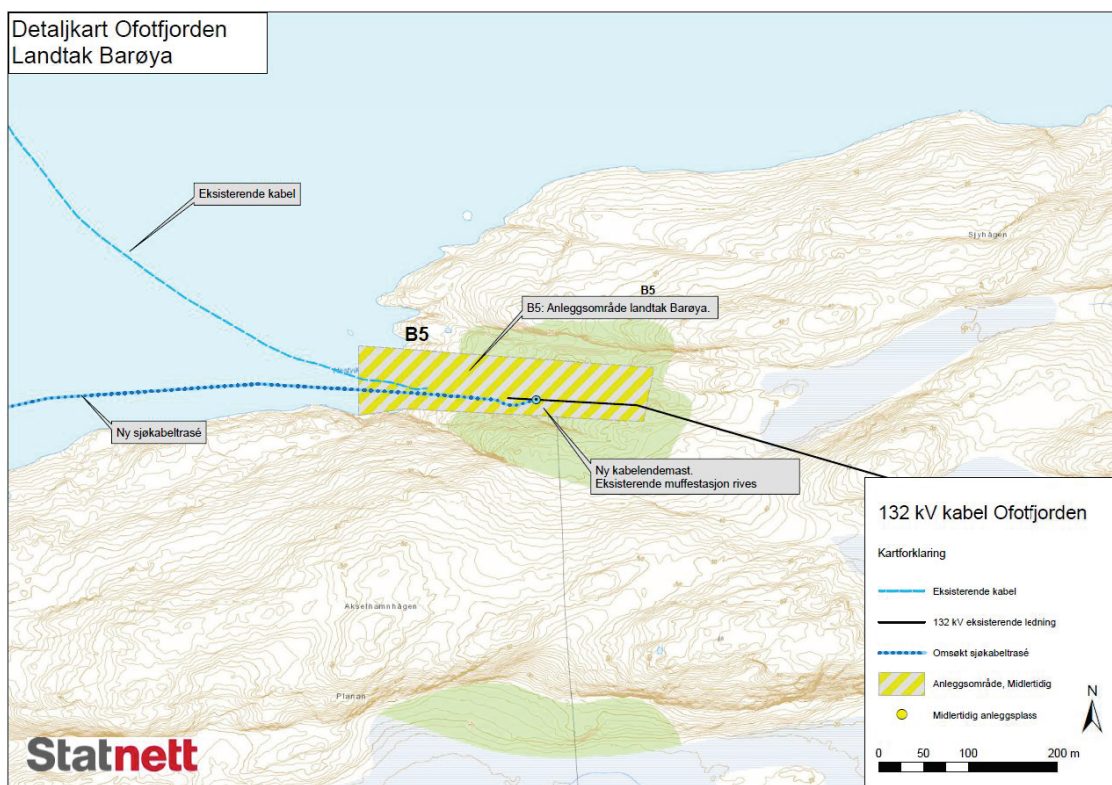 Detaljkart Ofotfjorden
Landtak Barøya
Eksisterende kabel
Sjyhågen
B5
B5: Anleggsområde landtak Barøya.
B5
Ny sjøkabeltrasé
Ny kabelendemast.
Eksisterende muffestasjon rives
132 kV kabel Ofotfjorden
Kartforklaring
Eksisterende kabel
132 kV eksisterende ledning
Omsøkt sjøkabeltrasé
Anleggsområde, Midlertidig
Midlertidig anleggsplass
N
0 50 100 200 m
Akselhamnhågen
Planan
Statnett